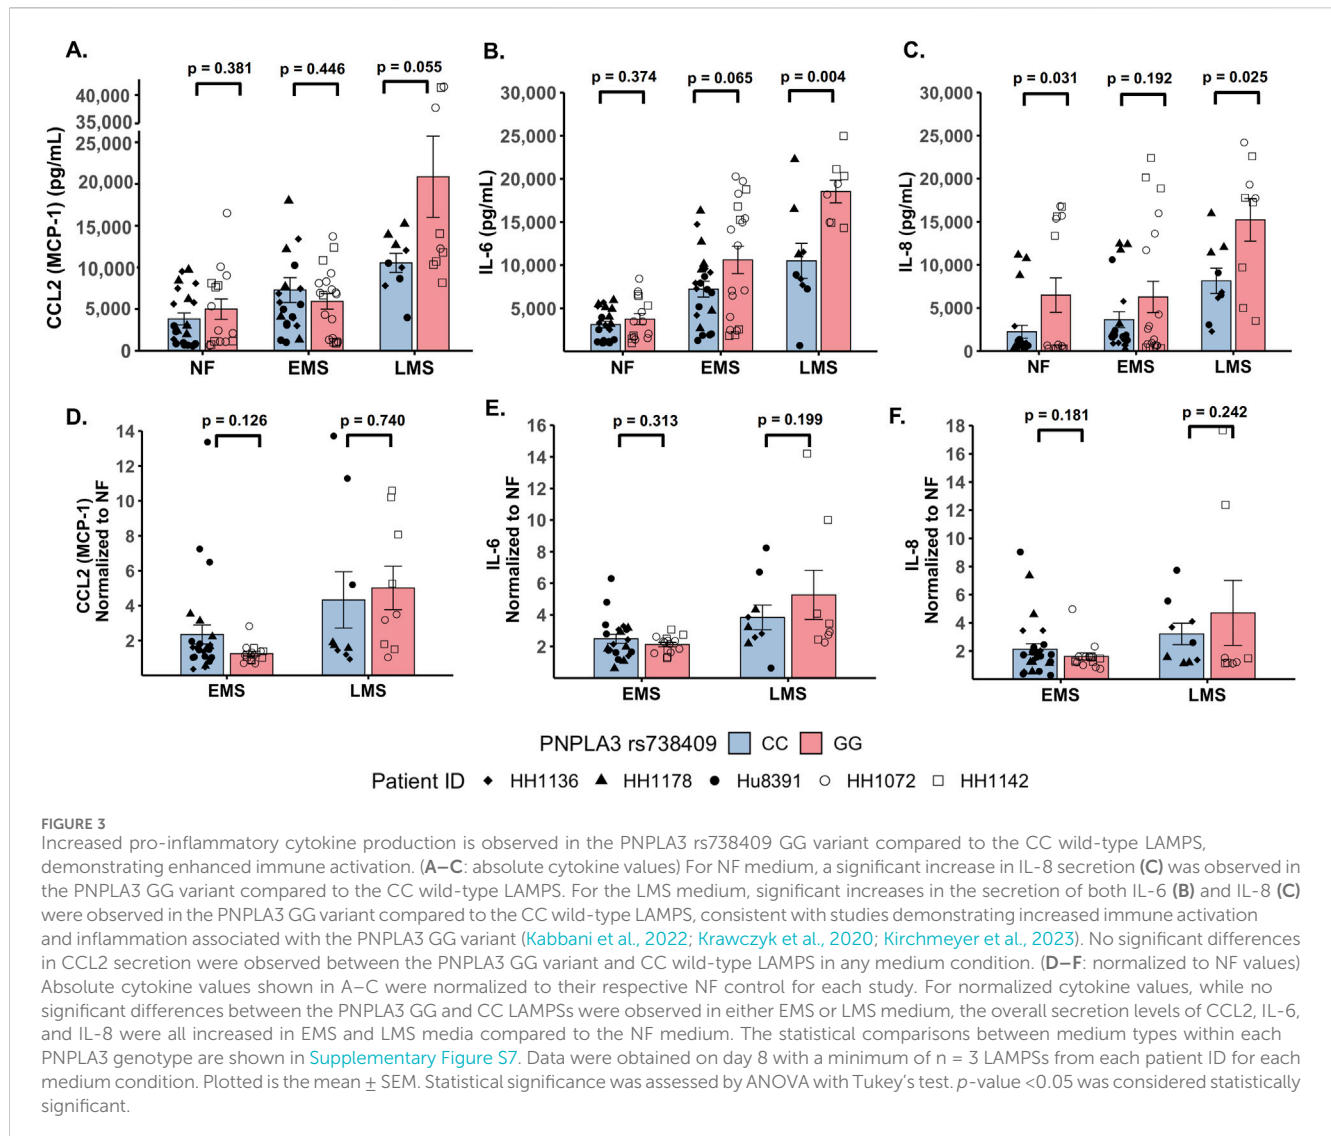 A.
p = 0.381
p = 0.446
p = 0.055
CCL2 (MCP-1) (pg/mL)
40,000
35,000
25,000
20,000
15,000
10,000
5,000
0
NF
EMS
LMS
B.
p = 0.374
p = 0.065
p = 0.004
IL-6 (pg/mL)
30,000
25,000
20,000
15,000
10,000
5,000
0
NF
EMS
LMS
C.
p = 0.031
p = 0.192
p = 0.025
IL-8 (pg/mL)
30,000
25,000
20,000
15,000
10,000
5,000
0
NF
EMS
LMS
D.
p = 0.126
p = 0.740
CCL2 (MCP-1)
Normalized to NF
14
12
10
8
6
4
2
EMS
LMS
E.
p = 0.313
p = 0.199
IL-6
Normalized to NF
16
14
12
10
8
6
4
2
EMS
LMS
F.
p = 0.181
p = 0.242
IL-8
Normalized to NF
18
16
14
12
10
8
6
4
2
EMS
LMS
PNPLA3 rs738409 CC GG
Patient ID HH1136 HH1178 Hu8391 HH1072 HH1142
FIGURE 3
Increased pro-inflammatory cytokine production is observed in the PNPLA3 rs738409 GG variant compared to the CC wild-type LAMPS,
demonstrating enhanced immune activation. (A–C: absolute cytokine values) For NF medium, a significant increase in IL-8 secretion (C) was observed in
the PNPLA3 GG variant compared to the CC wild-type LAMPS. For the LMS medium, significant increases in the secretion of both IL-6 (B) and IL-8 (C)
were observed in the PNPLA3 GG variant compared to the CC wild-type LAMPS, consistent with studies demonstrating increased immune activation
and inflammation associated with the PNPLA3 GG variant (Kabbani et al., 2022; Krawczyk et al., 2020; Kirchmeyer et al., 2023). No significant differences
in CCL2 secretion were observed between the PNPLA3 GG variant and CC wild-type LAMPS in any medium condition. (D–F: normalized to NF values)
Absolute cytokine values shown in A–C were normalized to their respective NF control for each study. For normalized cytokine values, while no
significant differences between the PNPLA3 GG and CC LAMPSs were observed in either EMS or LMS medium, the overall secretion levels of CCL2, IL-6,
and IL-8 were all increased in EMS and LMS media compared to the NF medium. The statistical comparisons between medium types within each
PNPLA3 genotype are shown in Supplementary Figure S7. Data were obtained on day 8 with a minimum of n = 3 LAMPSs from each patient ID for each
medium condition. Plotted is the mean ± SEM. Statistical significance was assessed by ANOVA with Tukey's test. p-value <0.05 was considered statistically
significant.